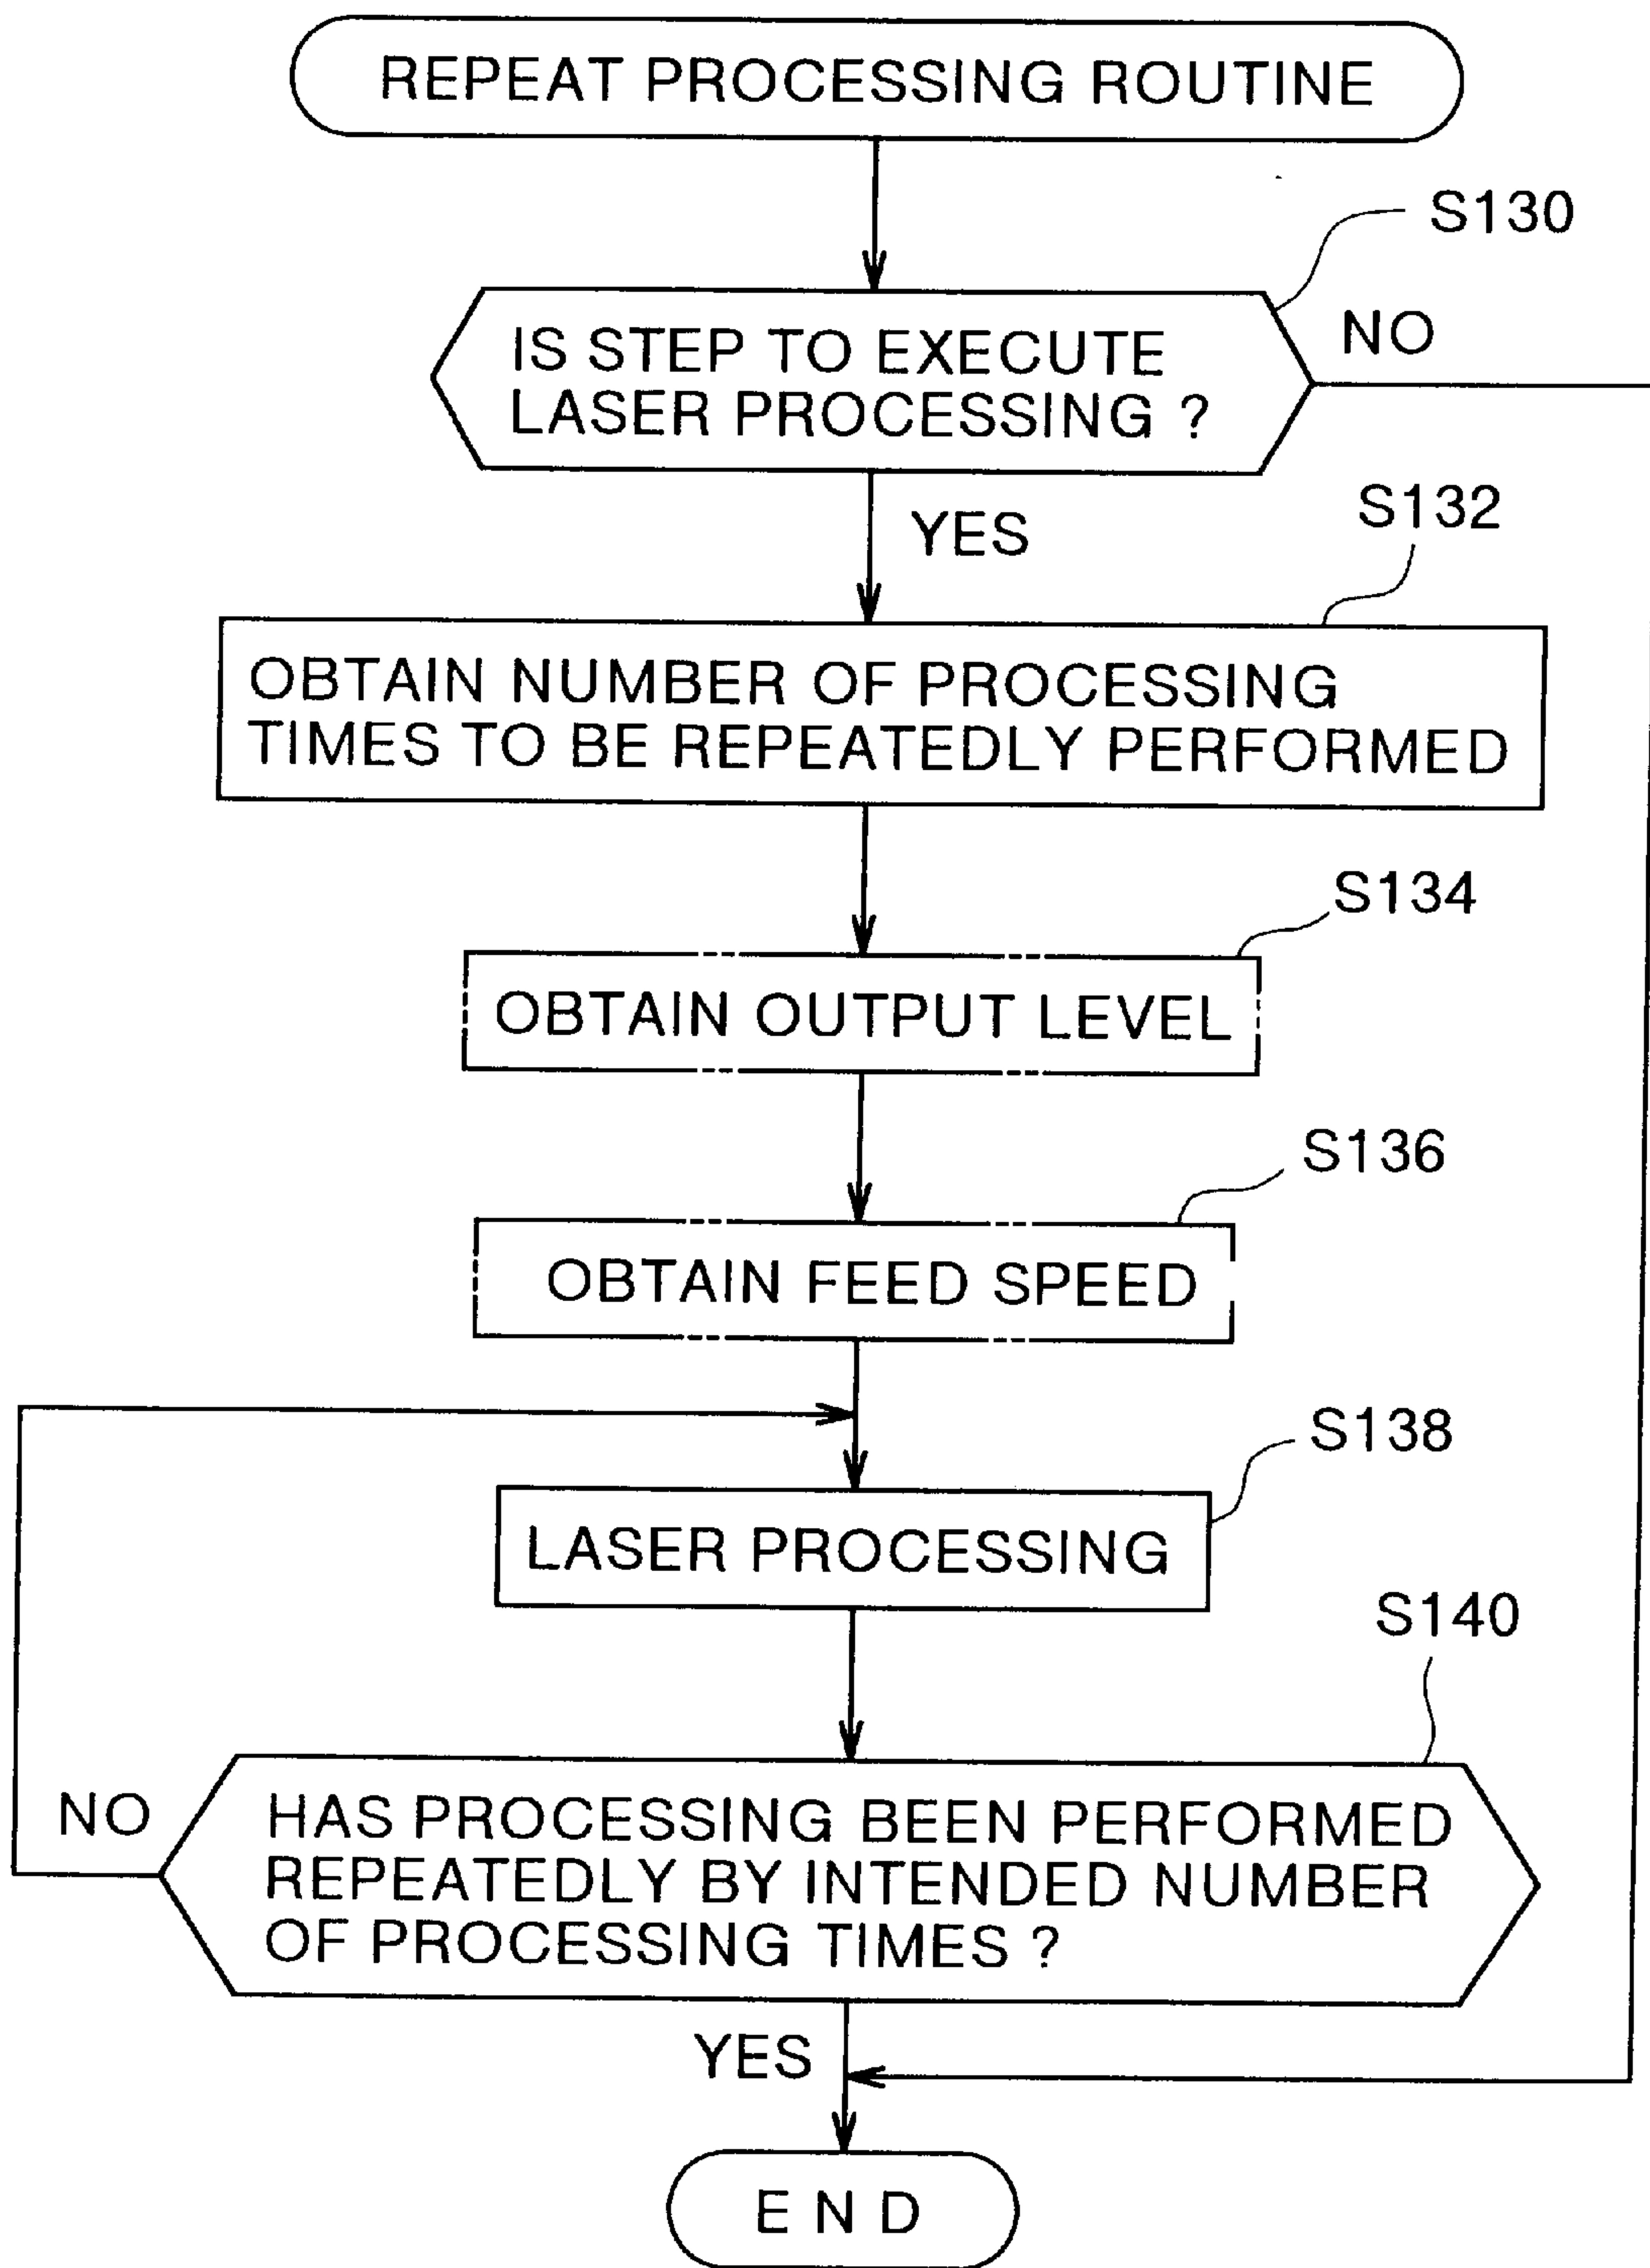 REPEAT PROCESSING ROUTINE
S130
IS STEP TO EXECUTE
LASER PROCESSING ?
NO
YES
S132
OBTAIN NUMBER OF PROCESSING
TIMES TO BE REPEATEDLY PERFORMED
S134
OBTAIN OUTPUT LEVEL
S136
OBTAIN FEED SPEED
S138
LASER PROCESSING
S140
HAS PROCESSING BEEN PERFORMED
REPEATEDLY BY INTENDED NUMBER
OF PROCESSING TIMES ?
NO
YES
END